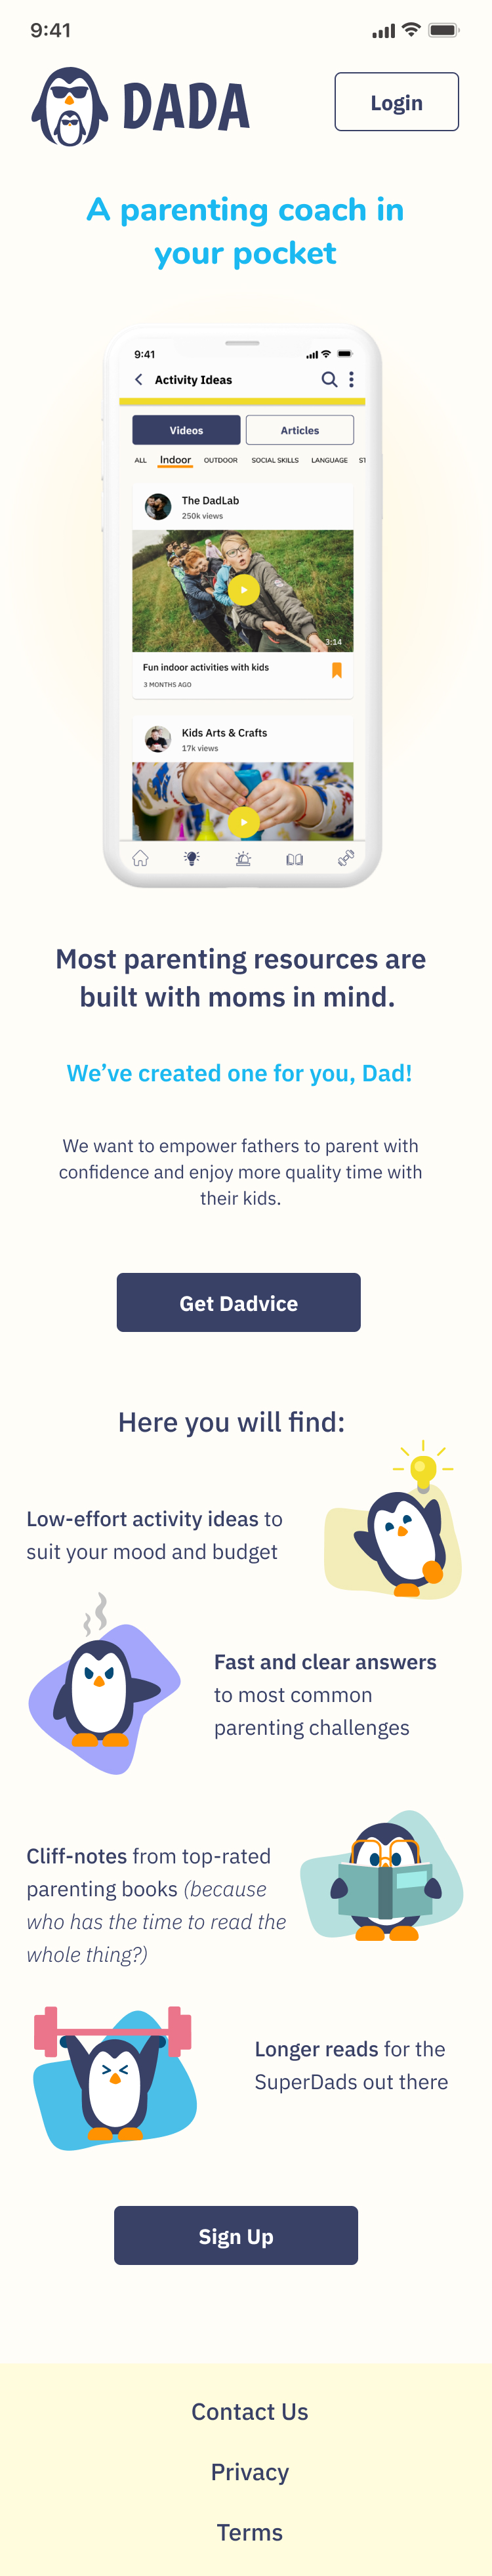 9:41
DADA
Login
A parenting coach in
your pocket
9:41
Activity Ideas
Videos
Articles
ALL Indoor OUTDOOR SOCIAL SKILLS LANGUAGE ST
The DadLab
250k views
3:14
Fun indoor activities with kids
3 MONTHS AGO
Kids Arts & Crafts
17k views
Most parenting resources are
built with moms in mind.
We’ve created one for you, Dad!
We want to empower fathers to parent with
confidence and enjoy more quality time with
their kids.
Get Dadvice
Here you will find:
Low-effort activity ideas to
suit your mood and budget
Fast and clear answers
to most common
parenting challenges
Cliff-notes from top-rated
parenting books (because
who has the time to read the
whole thing?)
Longer reads for the
SuperDads out there
Sign Up
Contact Us
Privacy
Terms